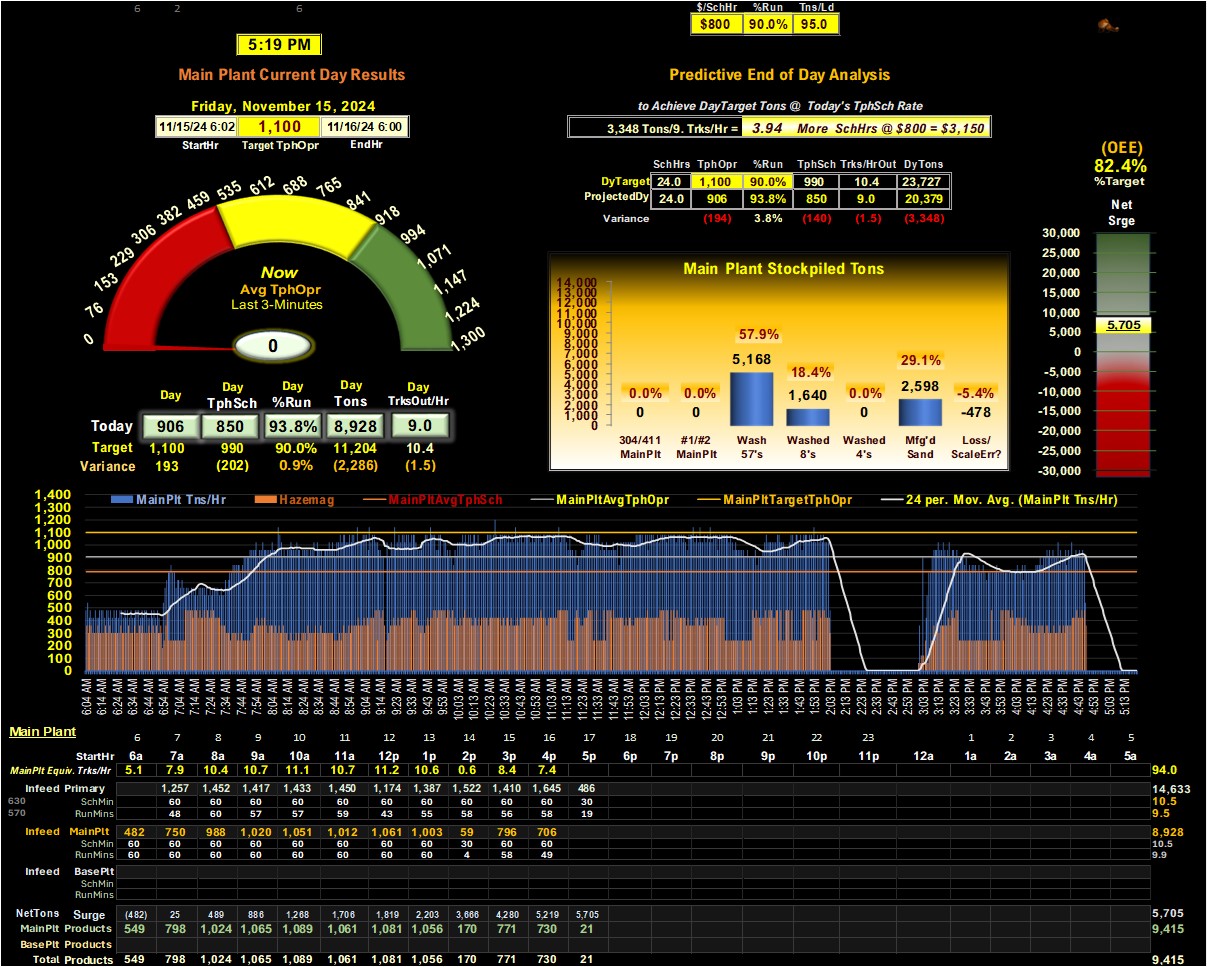 6 2 6
$/SchHr %Run Tns/Ld
$800 90.0% 95.0
5:19 PM
Main Plant Current Day Results
Friday, November 15, 2024
11/15/24 6:02 1,100 11/16/24 6:00
StartHr Target TphOpr EndHr
Predictive End of Day Analysis
to Achieve DayTarget Tons @ Today's TphSch Rate
3,348 Tons/9. Trks/Hr = 3.94 More SchHrs @ $800 = $3,150
SchHrs TphOpr %Run TphSch Trks/HrOut DyTons
DyTarget 24.0 1,100 90.0% 990 10.4 23,727
ProjectedDy 24.0 906 93.8% 850 9.0 20,379
Variance (194) 3.8% (140) (1.5) (3,348)
(OEE)
82.4%
%Target
Net
Srge
30,000
25,000
20,000
15,000
10,000
5,705
5,000
0
-5,000
-10,000
-15,000
-20,000
-25,000
-30,000
0 76 153 229 306 382 459 535 612 688 765 841 918 994 1,071 1,147 1,224 1,300
Now
Avg TphOpr
Last 3-Minutes
0
Day Day Day Day Day
TphSch %Run Tons TrksOut/Hr
Today 906 850 93.8% 8,928 9.0
Target 1,100 990 90.0% 11,204 10.4
Variance 193 (202) 0.9% (2,286) (1.5)
Main Plant Stockpiled Tons
14,000
13,000
12,000
11,000
10,000
9,000
8,000
7,000
6,000
5,000
4,000
3,000
2,000
1,000
0
0.0% 0.0% 57.9% 18.4% 0.0% 29.1% -5.4%
0 0 5,168 1,640 0 2,598 -478
304/411 #1/#2 Wash Washed Washed Mfg'd Loss/
MainPlt MainPlt 57's 8's 4's Sand ScaleErr?
MainPlt Tns/Hr Hazemag MainPltAvgTphSch MainPltAvgTphOpr MainPltTargetTphOpr 24 per. Mov. Avg. (MainPlt Tns/Hr)
1,400
1,300
1,200
1,100
1,000
900
800
700
600
500
400
300
200
100
0
6:04 AM 6:14 AM 6:24 AM 6:34 AM 6:44 AM 6:54 AM 7:04 AM 7:14 AM 7:24 AM 7:34 AM 7:44 AM 7:54 AM 8:04 AM 8:14 AM 8:24 AM 8:34 AM 8:44 AM 8:54 AM 9:04 AM 9:14 AM 9:23 AM 9:33 AM 9:43 AM 9:53 AM 10:03 AM 10:13 AM 10:23 AM 10:33 AM 10:43 AM 10:53 AM 11:03 AM 11:13 AM 11:23 AM 11:33 AM 11:43 AM 11:53 AM 12:03 PM 12:13 PM 12:23 PM 12:33 PM 12:43 PM 12:53 PM 1:03 PM 1:13 PM 1:23 PM 1:33 PM 1:43 PM 1:53 PM 2:03 PM 2:13 PM 2:23 PM 2:33 PM 2:43 PM 2:53 PM 3:03 PM 3:13 PM 3:23 PM 3:33 PM 3:43 PM 3:53 PM 4:03 PM 4:13 PM 4:23 PM 4:33 PM 4:43 PM 4:53 PM 5:03 PM 5:13 PM
Main Plant
6 7 8 9 10 11 12 13 14 15 16 17 18 19 20 21 22 23 1 2 3 4 5
StartHr 6a 7a 8a 9a 10a 11a 12p 1p 2p 3p 4p 5p 6p 7p 8p 9p 10p 11p 12a 1a 2a 3a 4a 5a
MainPlt Equiv. Trks/Hr 5.1 7.9 10.4 10.7 11.1 10.7 11.2 10.6 0.6 8.4 7.4 94.0
Infeed Primary 1,257 1,452 1,417 1,433 1,450 1,174 1,387 1,522 1,410 1,645 486 14,633
630 SchMin 60 60 60 60 60 60 60 60 60 60 30 10.5
570 RunMins 48 60 57 57 59 43 55 58 56 58 19 9.5
Infeed MainPlt 482 750 988 1,020 1,051 1,012 1,061 1,003 59 796 706 8,928
SchMin 60 60 60 60 60 60 60 60 30 60 60 10.5
RunMins 60 60 60 60 60 60 60 60 4 58 49 9.9
Infeed BasePlt
SchMin
RunMins
NetTons Surge (482) 25 489 886 1,268 1,706 1,819 2,203 3,666 4,280 5,219 5,705 5,705
MainPlt Products 549 798 1,024 1,065 1,089 1,061 1,081 1,056 170 771 730 21 9,415
BasePlt Products
Total Products 549 798 1,024 1,065 1,089 1,061 1,081 1,056 170 771 730 21 9,415